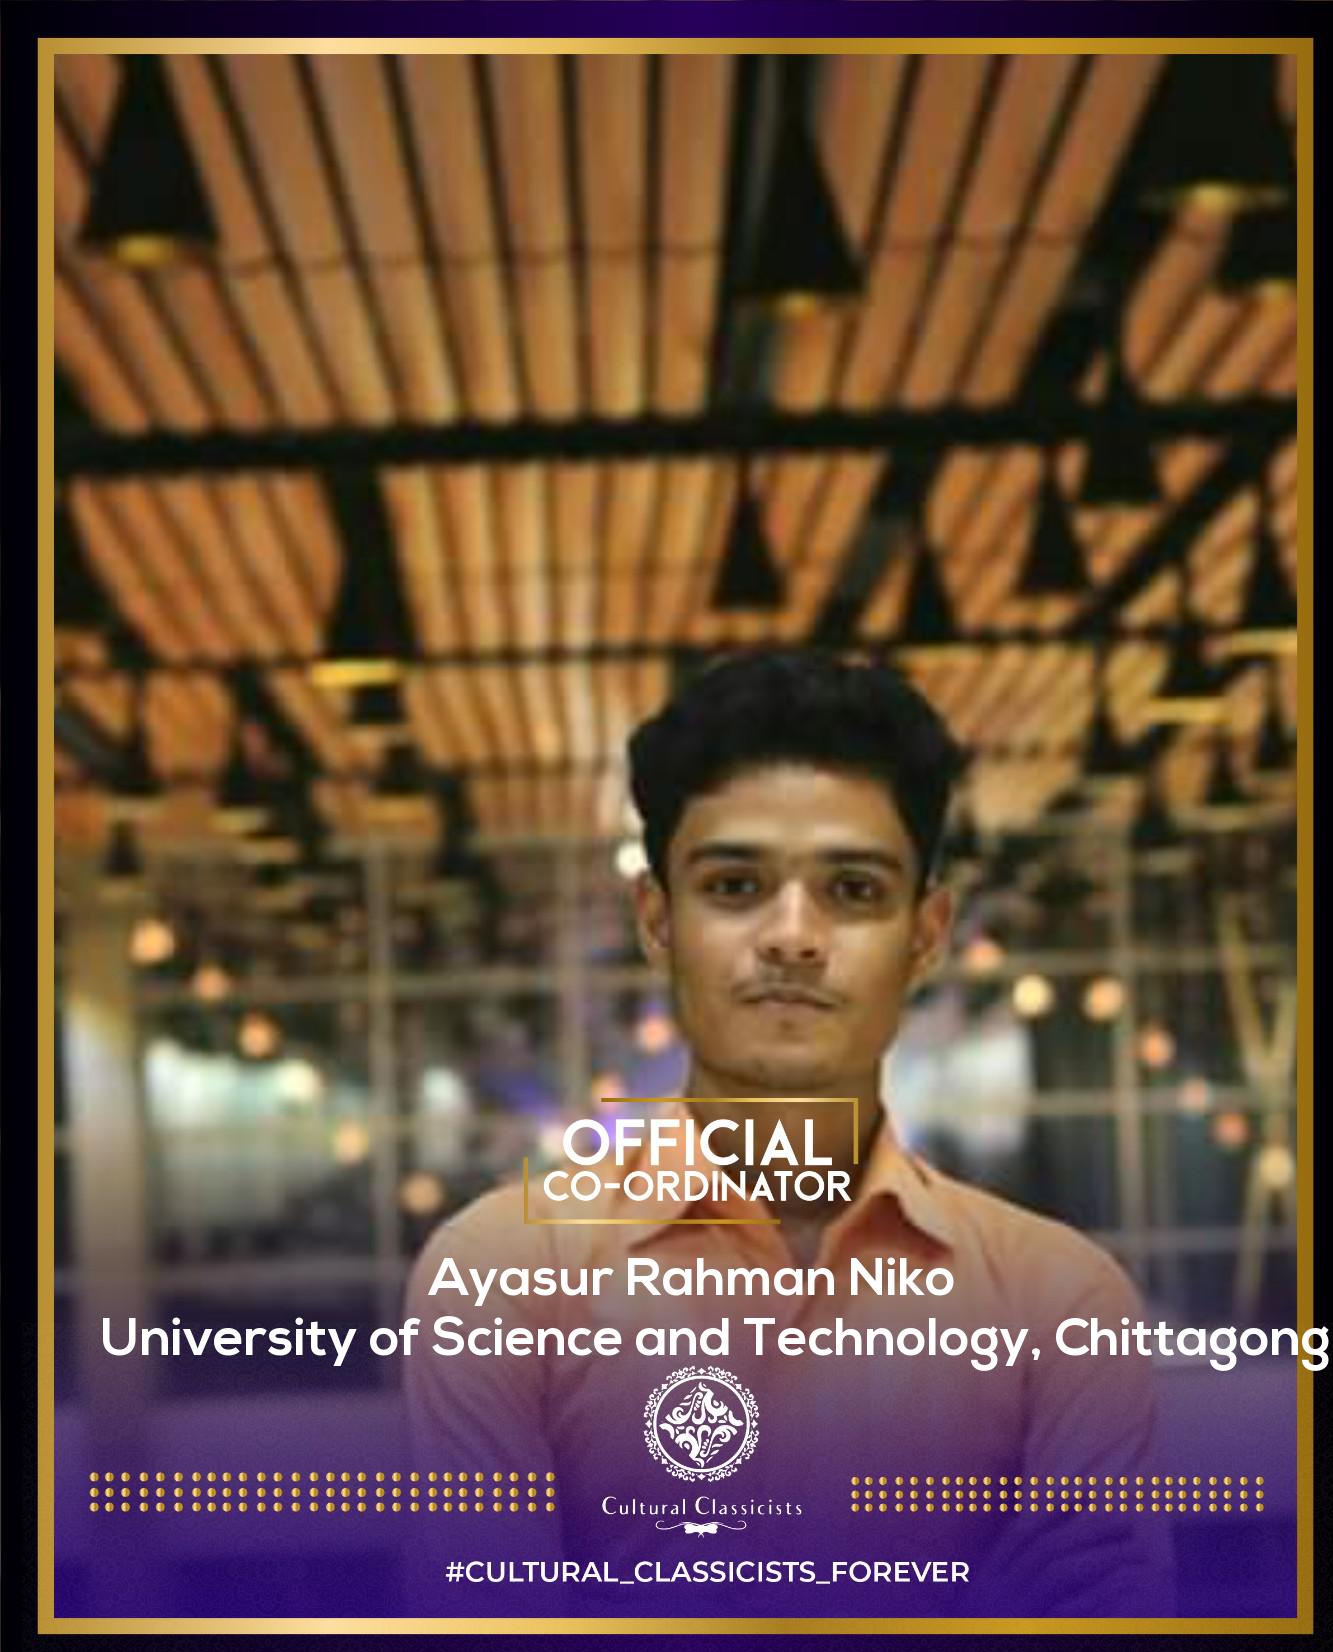 OFFICIAL
CO-ORDINATOR
Ayasur Rahman Niko
University of Science and Technology, Chittagong
Cultural Classicists
#CULTURAL_CLASSICISTS_FOREVER